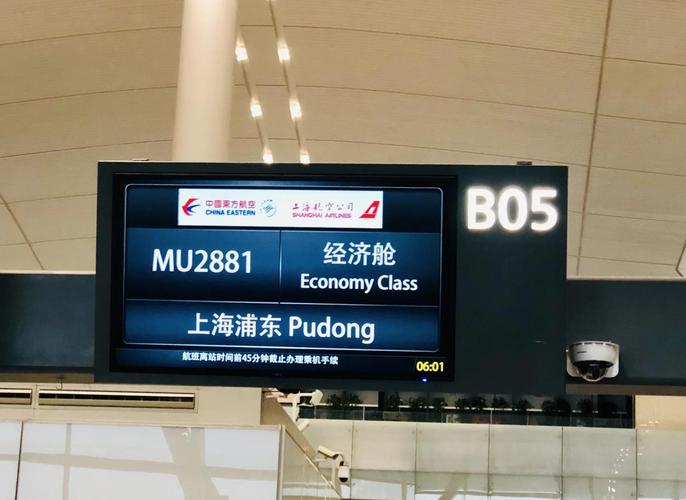 中國東方航空
CHINA EASTERN
上海航空公司
SHANGHAI AIRLINES
B05
MU2881
经济舱
Economy Class
上海浦东 Pudong
航班离站时间前45分钟截止办理乘机手续
06:01